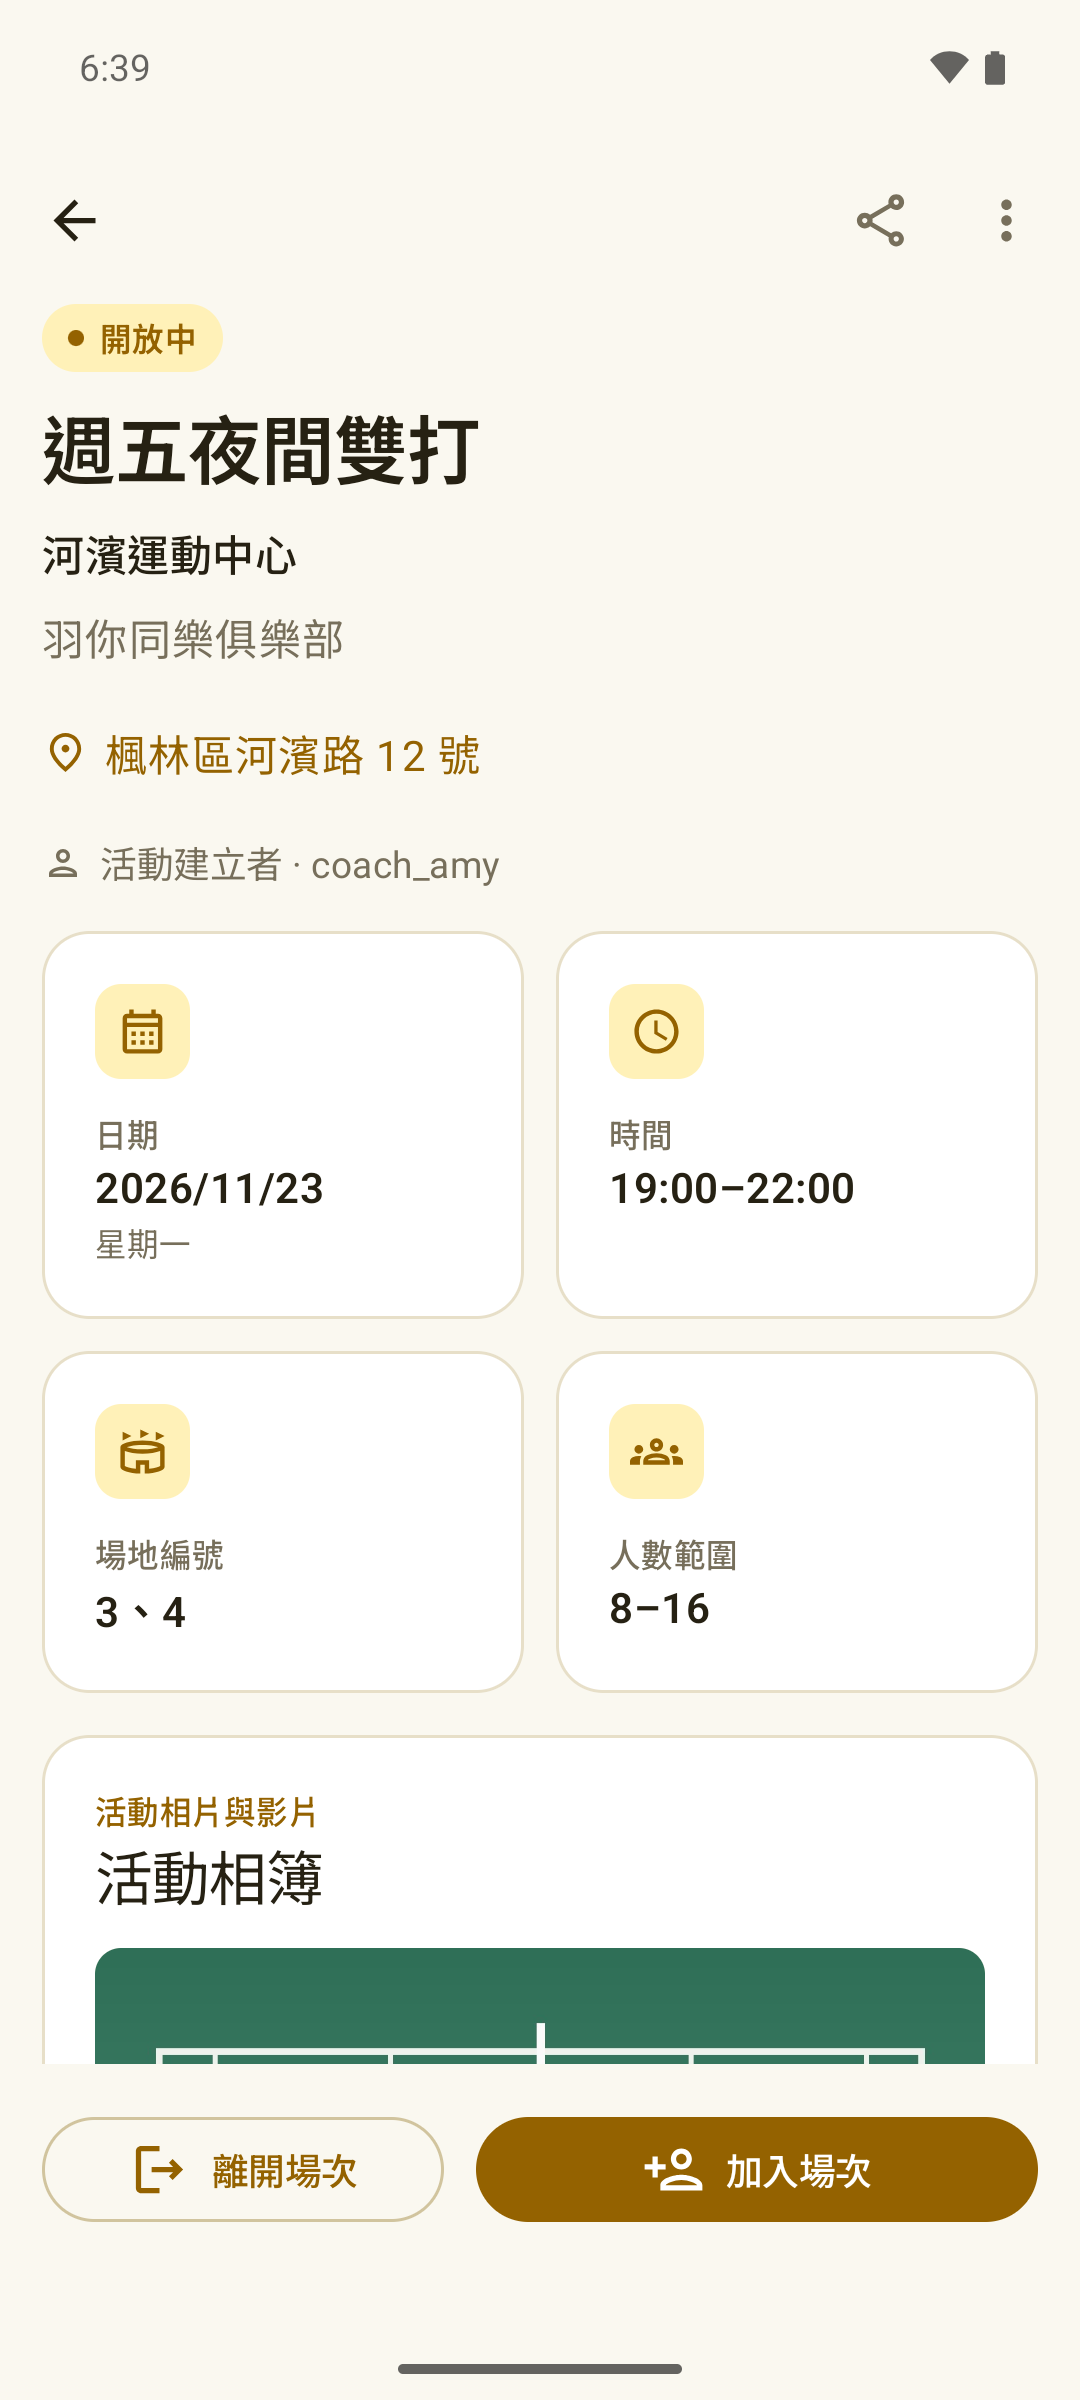 6:39
開放中
週五夜間雙打
河濱運動中心
羽你同樂俱樂部
楓林區河濱路 12 號
活動建立者 · coach_amy
日期
2026/11/23
星期一
時間
19:00–22:00
場地編號
3、4
人數範圍
8–16
活動相片與影片
活動相簿
離開場次
加入場次